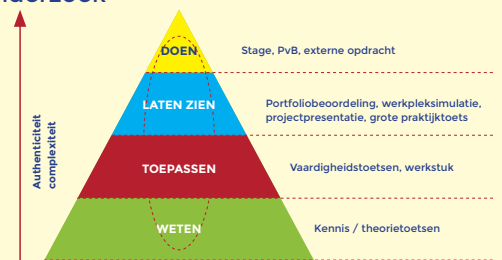 DOEN
Stage, PvB, externe opdracht
LATEN ZIEN
Portfoliobeoordeling, werkpleksimulatie,
projectpresentatie, grote praktijktoets
TOEPASSEN
Vaardigheidstoetsen, werkstuk
WETEN
Kennis / theorietoetsen
Authenticiteit
complexiteit